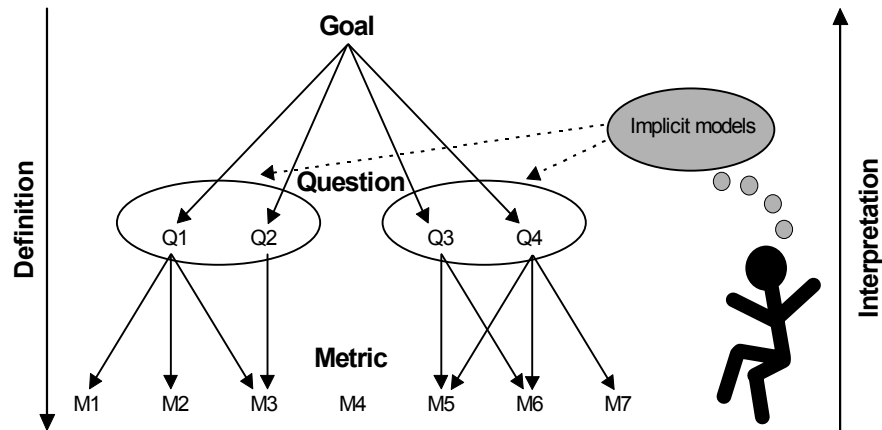 Goal
Implicit models
Question
Definition
Interpretation
Q1 Q2 Q3 Q4
Metric
M1 M2 M3 M4 M5 M6 M7